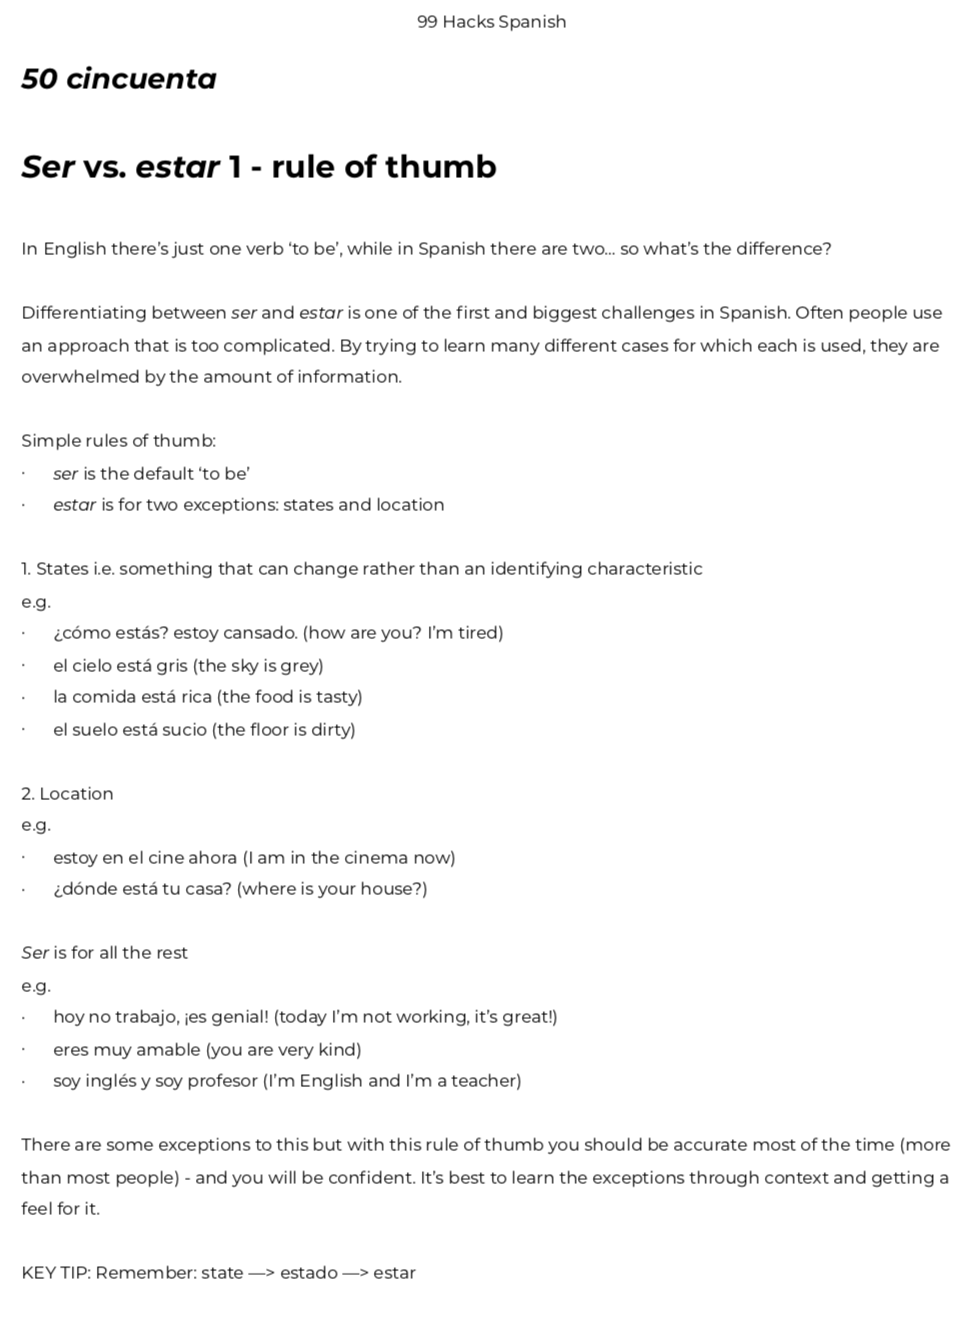 99 Hacks Spanish
50 cincuenta
Ser vs. estar 1 - rule of thumb
In English there's just one verb ‘to be’, while in Spanish there are two... so what's the difference?
Differentiating between ser and estar is one of the first and biggest challenges in Spanish. Often people use
an approach that is too complicated. By trying to learn many different cases for which each is used, they are
overwhelmed by the amount of information.
Simple rules of thumb:
· ser is the default ‘to be’
· estar is for two exceptions: states and location
1. States i.e. something that can change rather than an identifying characteristic
e.g.
· ¿cómo estás? estoy cansado. (how are you? I’m tired)
· el cielo está gris (the sky is grey)
· la comida está rica (the food is tasty)
· el suelo está sucio (the floor is dirty)
2. Location
e.g.
· estoy en el cine ahora (I am in the cinema now)
· ¿dónde está tu casa? (where is your house?)
Ser is for all the rest
e.g.
· hoy no trabajo, ¡es genial! (today I’m not working, it’s great!)
· eres muy amable (you are very kind)
· soy inglés y soy profesor (I’m English and I’m a teacher)
There are some exceptions to this but with this rule of thumb you should be accurate most of the time (more
than most people) - and you will be confident. It’s best to learn the exceptions through context and getting a
feel for it.
KEY TIP: Remember: state —> estado —> estar